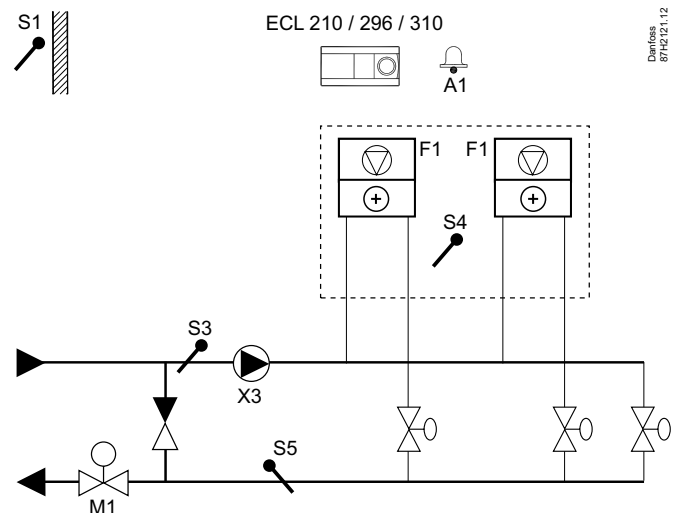 S1
ECL 210 / 296 / 310
Danfoss
87H2121.12
A1
F1
F1
S4
S3
X3
S5
M1